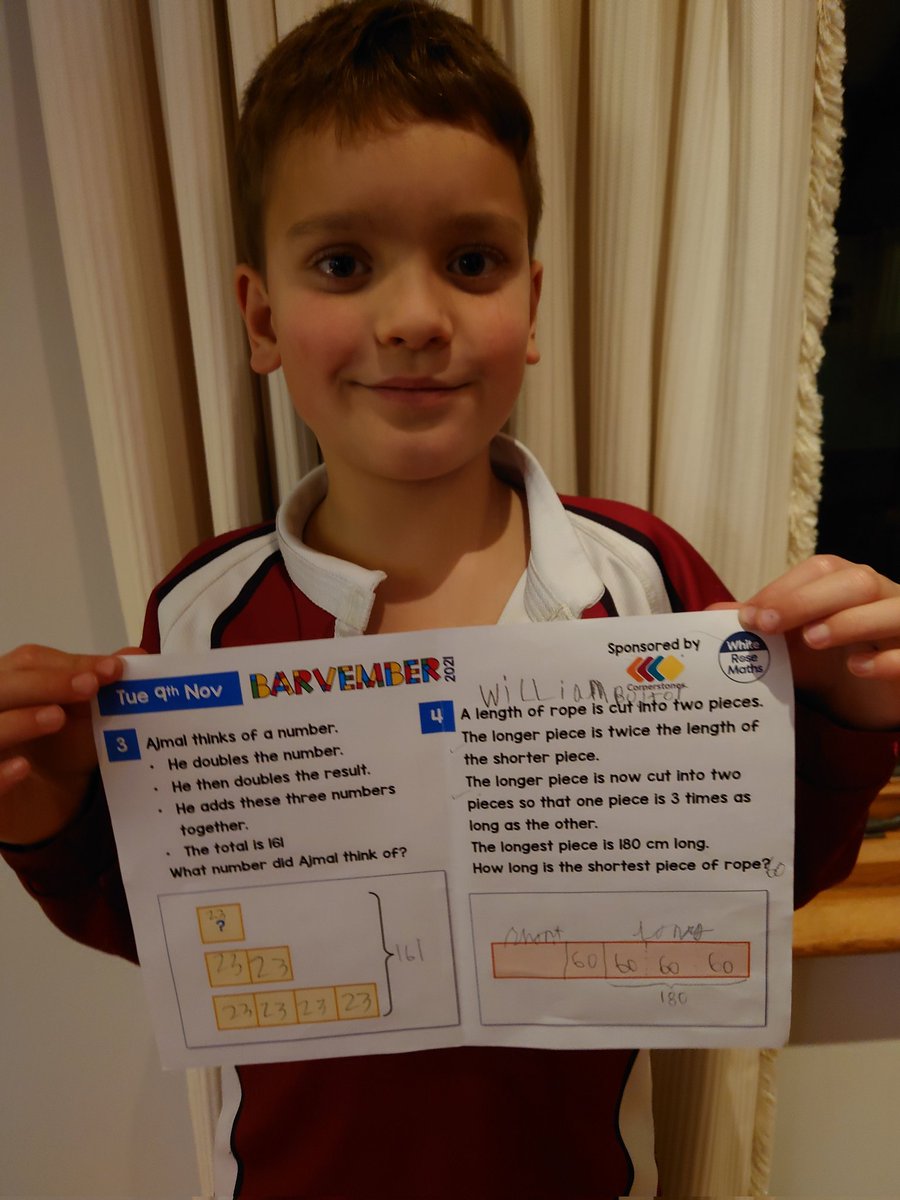 Tue 9th Nov
BARVEMBER 2021
Sponsored by
Cornerstones
White
Rose
Maths
WiLLiAM
3
Ajmal thinks of a number.
• He doubles the number.
• He then doubles the result.
• He adds these three numbers
together.
• The total is 161
What number did Ajmal think of?
23
?
23 23
23 23 23 23
161
4
A length of rope is cut into two pieces.
The longer piece is twice the length of
the shorter piece.
The longer piece is now cut into two
pieces so that one piece is 3 times as
long as the other.
The longest piece is 180 cm long.
How long is the shortest piece of rope? 60
short long
60 60 60 60
180